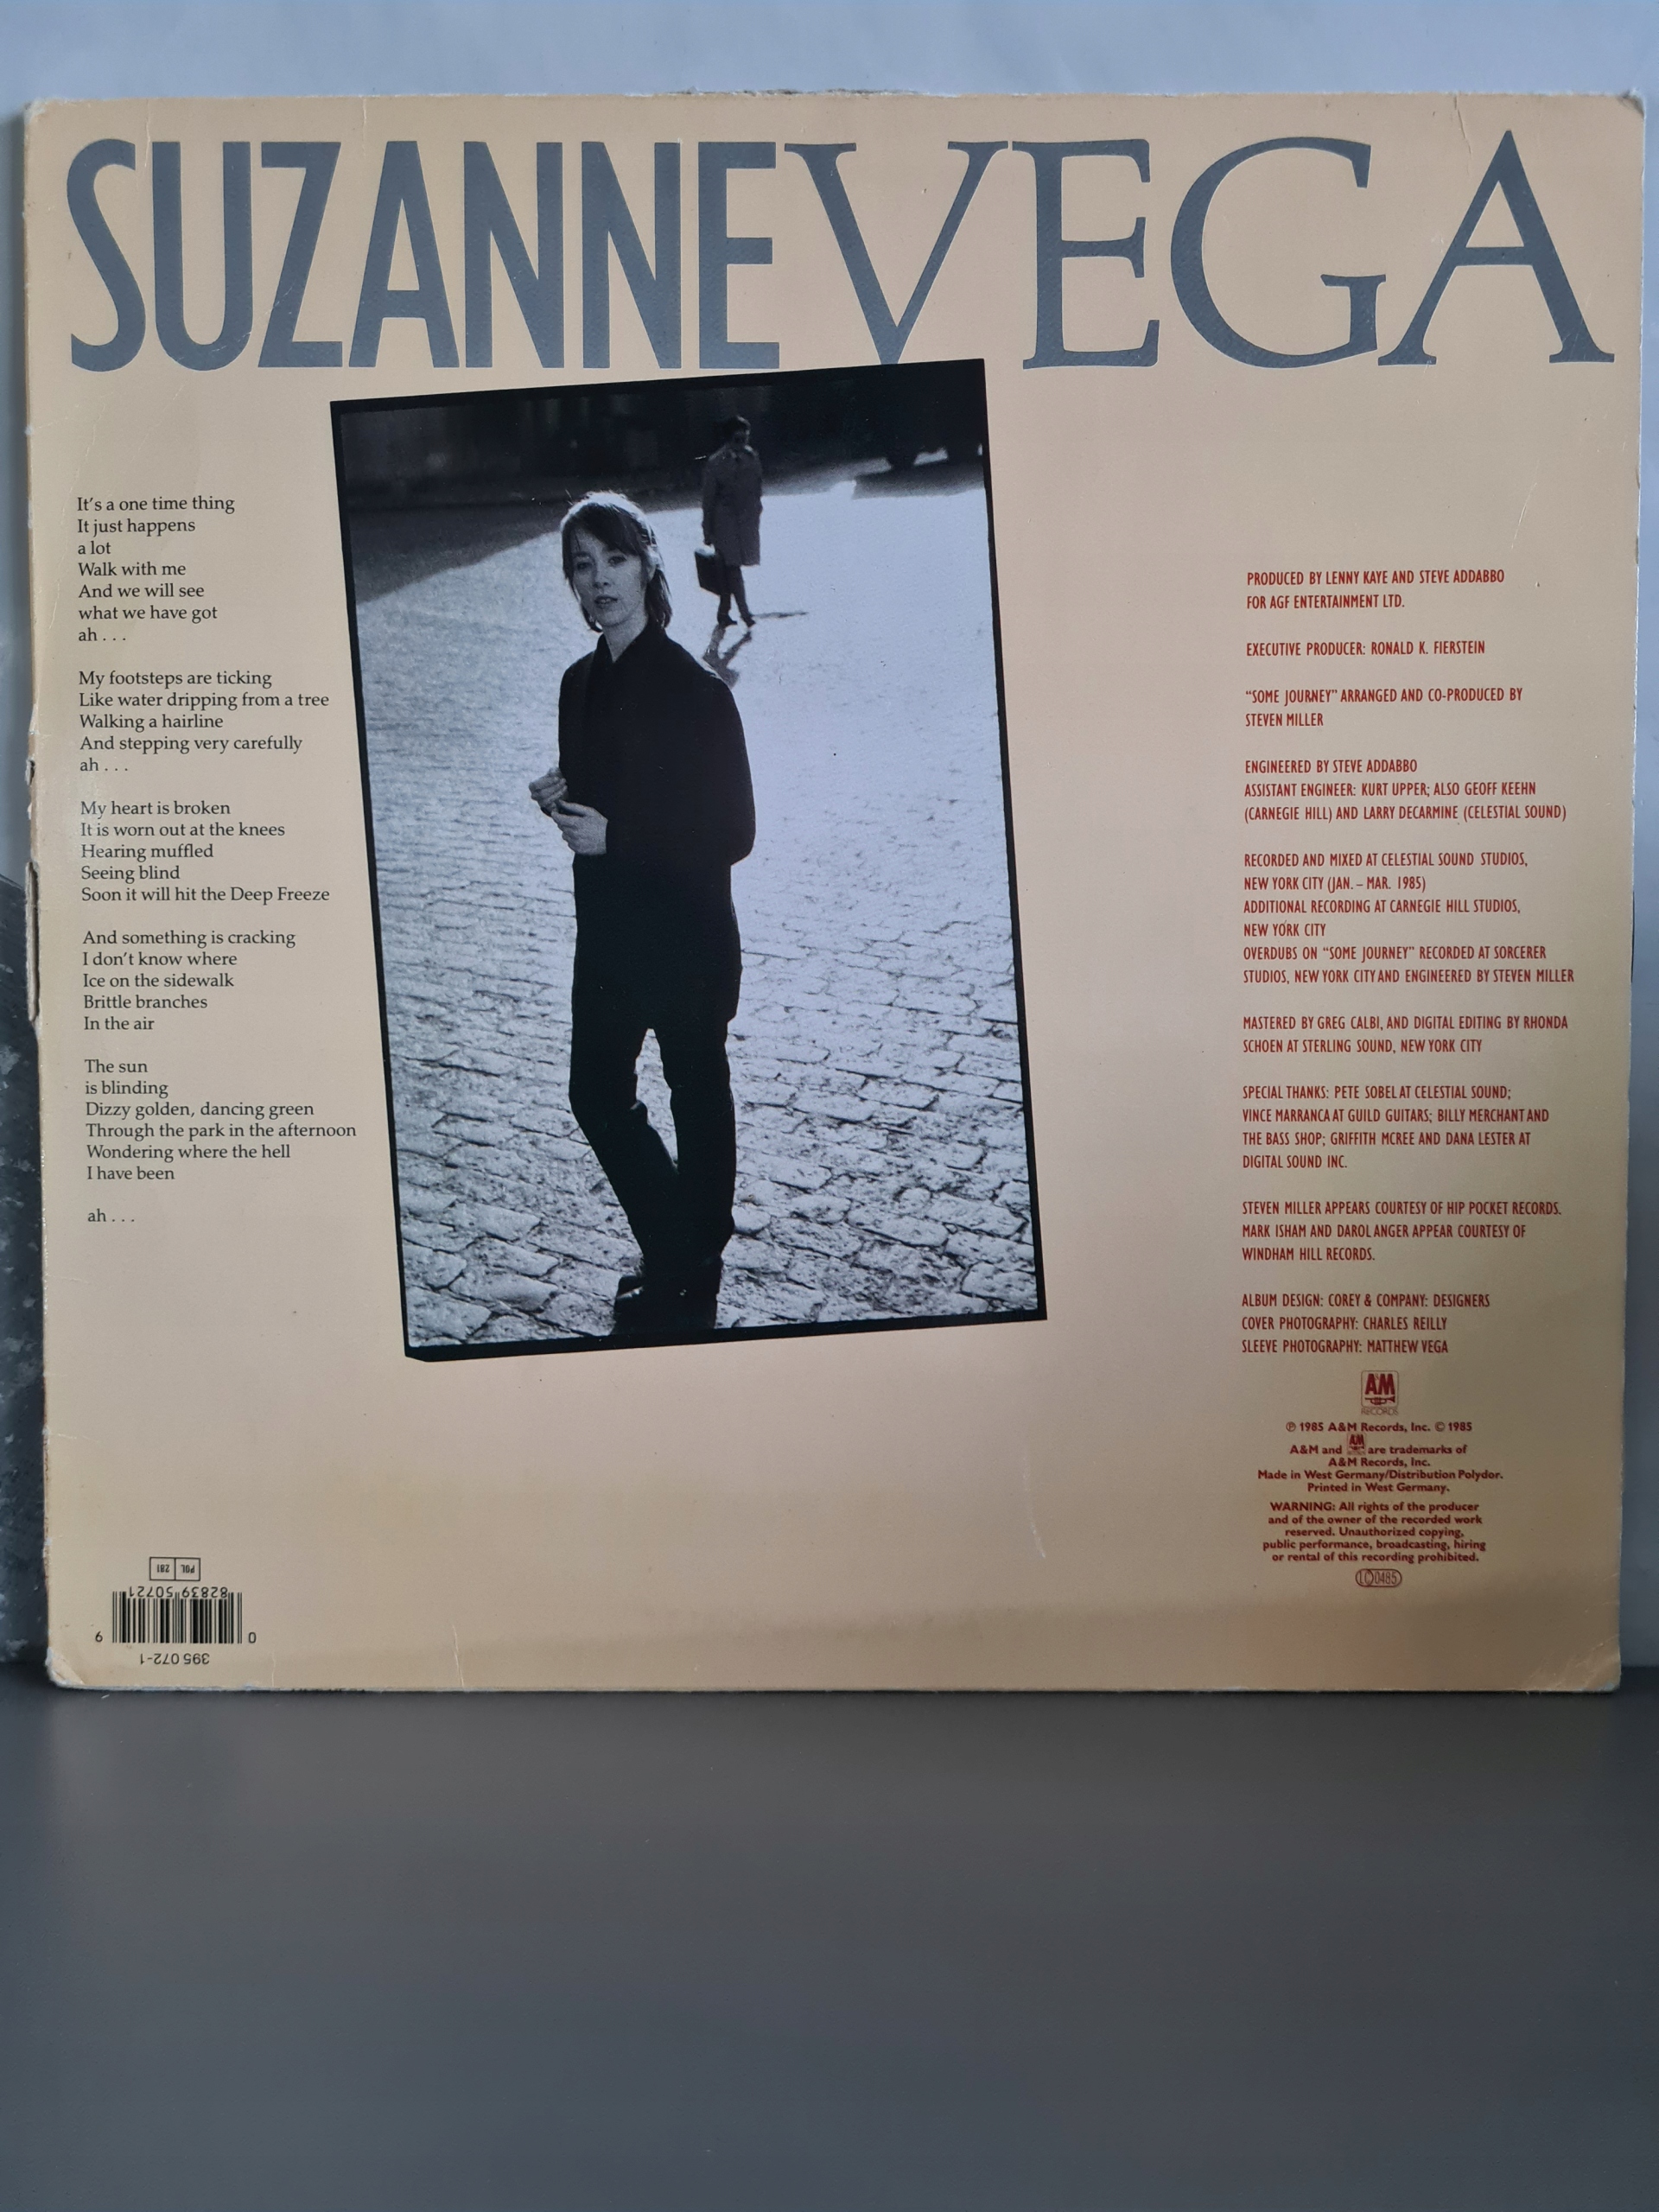 SUZANNE VEGA
It's a one time thing
It just happens
a lot
Walk with me
And we will see
what we have got
ah . . .
My footsteps are ticking
Like water dripping from a tree
Walking a hairline
And stepping very carefully
ah . . .
My heart is broken
It is worn out at the knees
Hearing muffled
Seeing blind
Soon it will hit the Deep Freeze
And something is cracking
I don't know where
Ice on the sidewalk
Brittle branches
In the air
The sun
is blinding
Dizzy golden, dancing green
Through the park in the afternoon
Wondering where the hell
I have been
ah . . .
PRODUCED BY LENNY KAYE AND STEVE ADDABBO
FOR AGF ENTERTAINMENT LTD.
EXECUTIVE PRODUCER: RONALD K. FIERSTEIN
"SOME JOURNEY" ARRANGED AND CO-PRODUCED BY
STEVEN MILLER
ENGINEERED BY STEVE ADDABBO
ASSISTANT ENGINEER: KURT UPPER; ALSO GEOFF KEEHN
(CARNEGIE HILL) AND LARRY DECARMINE (CELESTIAL SOUND)
RECORDED AND MIXED AT CELESTIAL SOUND STUDIOS,
NEW YORK CITY (JAN. – MAR. 1985)
ADDITIONAL RECORDING AT CARNEGIE HILL STUDIOS,
NEW YORK CITY
OVERDUBS ON "SOME JOURNEY" RECORDED AT SORCERER
STUDIOS, NEW YORK CITY AND ENGINEERED BY STEVEN MILLER
MASTERED BY GREG CALBI, AND DIGITAL EDITING BY RHONDA
SCHOEN AT STERLING SOUND, NEW YORK CITY
SPECIAL THANKS: PETE SOBEL AT CELESTIAL SOUND;
VINCE MARRANCA AT GUILD GUITARS; BILLY MERCHANT AND
THE BASS SHOP; GRIFFITH MCREE AND DANA LESTER AT
DIGITAL SOUND INC.
STEVEN MILLER APPEARS COURTESY OF HIP POCKET RECORDS.
MARK ISHAM AND DAROL ANGER APPEAR COURTESY OF
WINDHAM HILL RECORDS.
ALBUM DESIGN: COREY & COMPANY: DESIGNERS
COVER PHOTOGRAPHY: CHARLES REILLY
SLEEVE PHOTOGRAPHY: MATTHEW VEGA
A&M
RECORDS
℗ 1985 A&M Records, Inc. © 1985
A&M and A&M are trademarks of
A&M Records, Inc.
Made in West Germany/Distribution Polydor.
Printed in West Germany.
WARNING: All rights of the producer
and of the owner of the recorded work
reserved. Unauthorized copying,
public performance, broadcasting, hiring
or rental of this recording prohibited.
LC 0485
395 072-1
0 82839 50721 9
POL 281